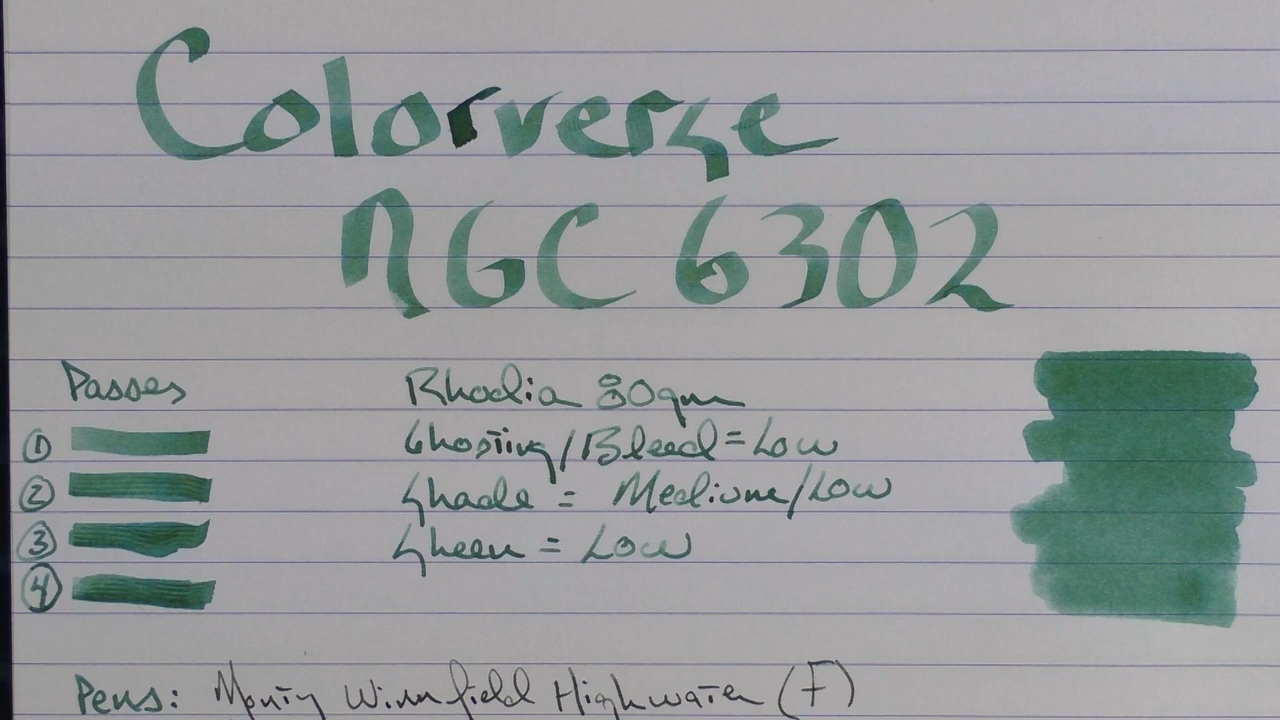 Colorverse
NGC 6302
Passes
Rhodia 80gm
① Ghosting/Bleed = Low
② Shade = Medium/Low
③ Sheen = Low
④
Pens: Monty Winnfield Highwater (F)